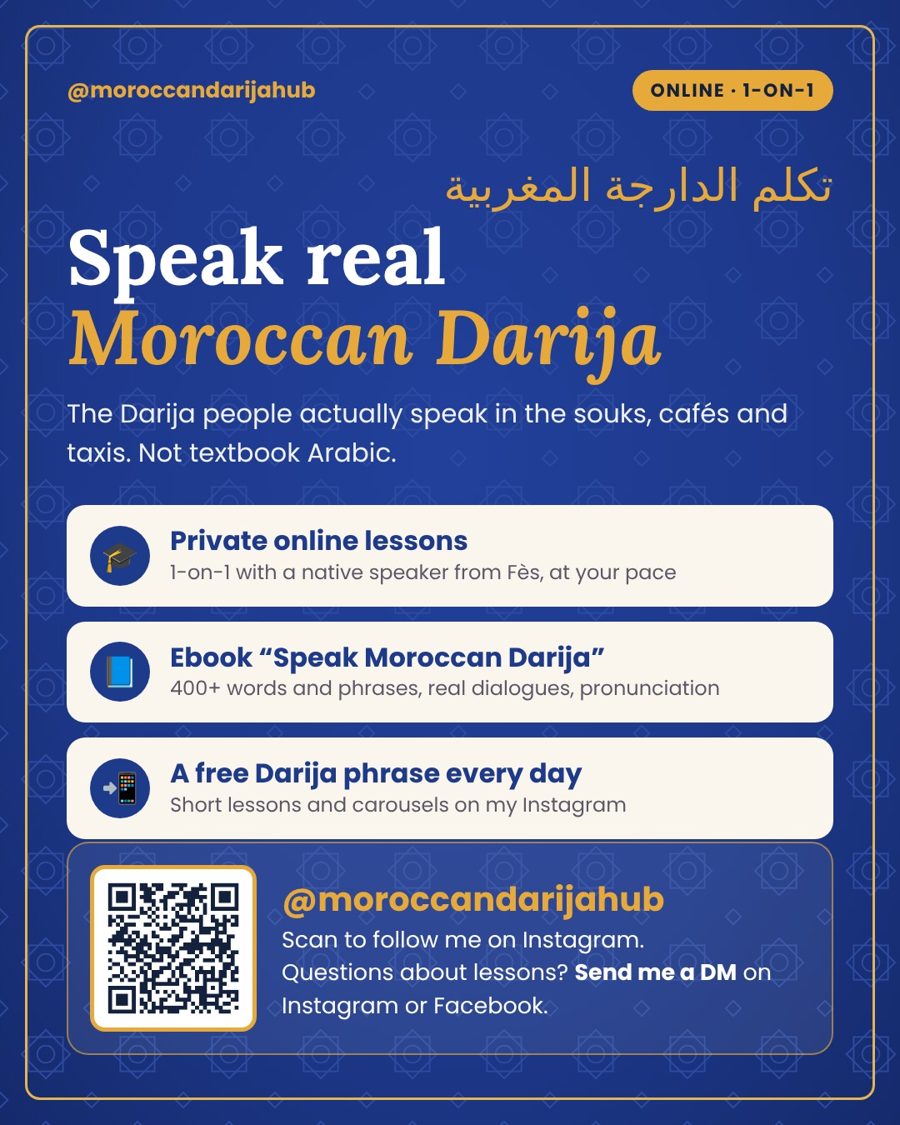 @moroccandarijahub
ONLINE · 1-ON-1
تكلم الدارجة المغربية
Speak real
Moroccan Darija
The Darija people actually speak in the souks, cafés and
taxis. Not textbook Arabic.
Private online lessons
1-on-1 with a native speaker from Fès, at your pace
Ebook “Speak Moroccan Darija”
400+ words and phrases, real dialogues, pronunciation
A free Darija phrase every day
Short lessons and carousels on my Instagram
@moroccandarijahub
Scan to follow me on Instagram.
Questions about lessons? Send me a DM on
Instagram or Facebook.